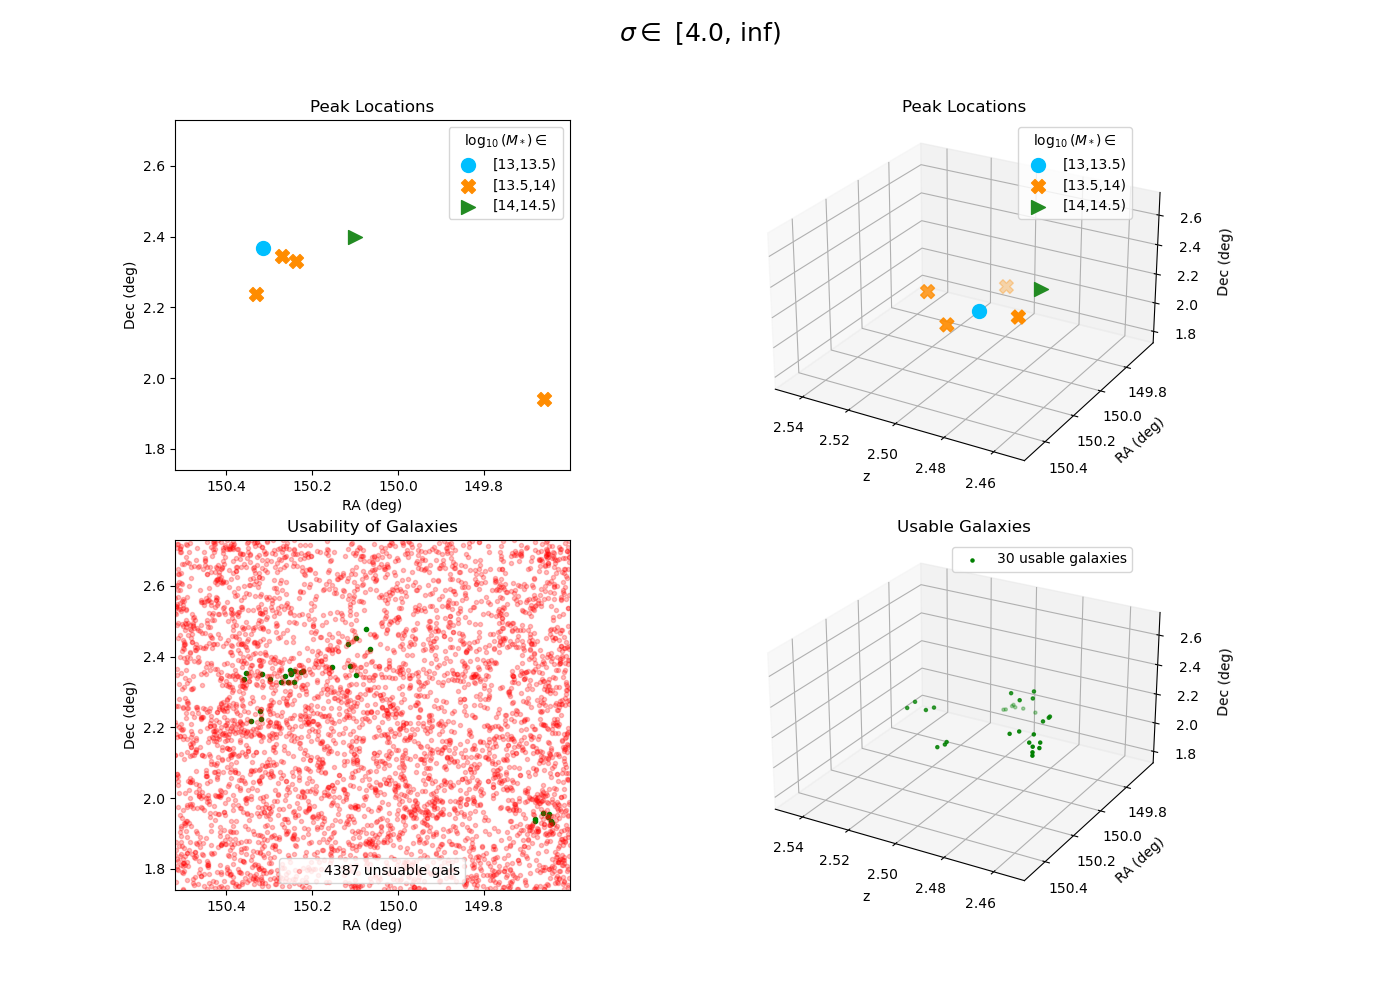 σ ∈ [4.0, inf)
Peak Locations
log₁₀(M*) ∈
[13,13.5)
[13.5,14)
[14,14.5)
2.6
2.4
2.2
2.0
1.8
Dec (deg)
150.4 150.2 150.0 149.8
RA (deg)
Peak Locations
log₁₀(M*) ∈
[13,13.5)
[13.5,14)
[14,14.5)
2.6
2.4
2.2
2.0
1.8
Dec (deg)
149.8
150.0
150.2
150.4
RA (deg)
2.54
2.52
2.50
2.48
2.46
z
Usability of Galaxies
2.6
2.4
2.2
2.0
1.8
Dec (deg)
4387 unsuable gals
150.4 150.2 150.0 149.8
RA (deg)
Usable Galaxies
30 usable galaxies
2.6
2.4
2.2
2.0
1.8
Dec (deg)
149.8
150.0
150.2
150.4
RA (deg)
2.54
2.52
2.50
2.48
2.46
z